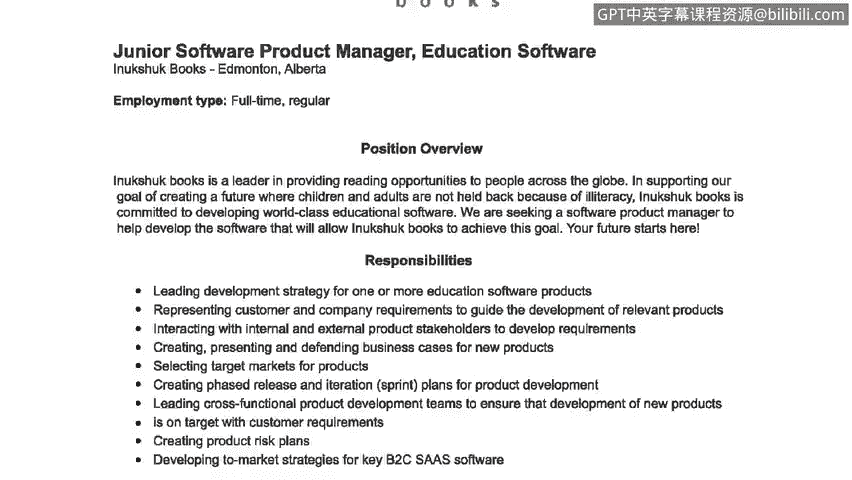 books
GPT中英字幕课程资源@bilibili.com
Junior Software Product Manager, Education Software
Inukshuk Books - Edmonton, Alberta
Employment type: Full-time, regular
Position Overview
Inukshuk books is a leader in providing reading opportunities to people across the globe. In supporting our
goal of creating a future where children and adults are not held back because of illiteracy, Inukshuk books is
committed to developing world-class educational software. We are seeking a software product manager to
help develop the software that will allow Inukshuk books to achieve this goal. Your future starts here!
Responsibilities
• Leading development strategy for one or more education software products
• Representing customer and company requirements to guide the development of relevant products
• Interacting with internal and external product stakeholders to develop requirements
• Creating, presenting and defending business cases for new products
• Selecting target markets for products
• Creating phased release and iteration (sprint) plans for product development
• Leading cross-functional product development teams to ensure that development of new products
• is on target with customer requirements
• Creating product risk plans
• Developing to-market strategies for key B2C SAAS software